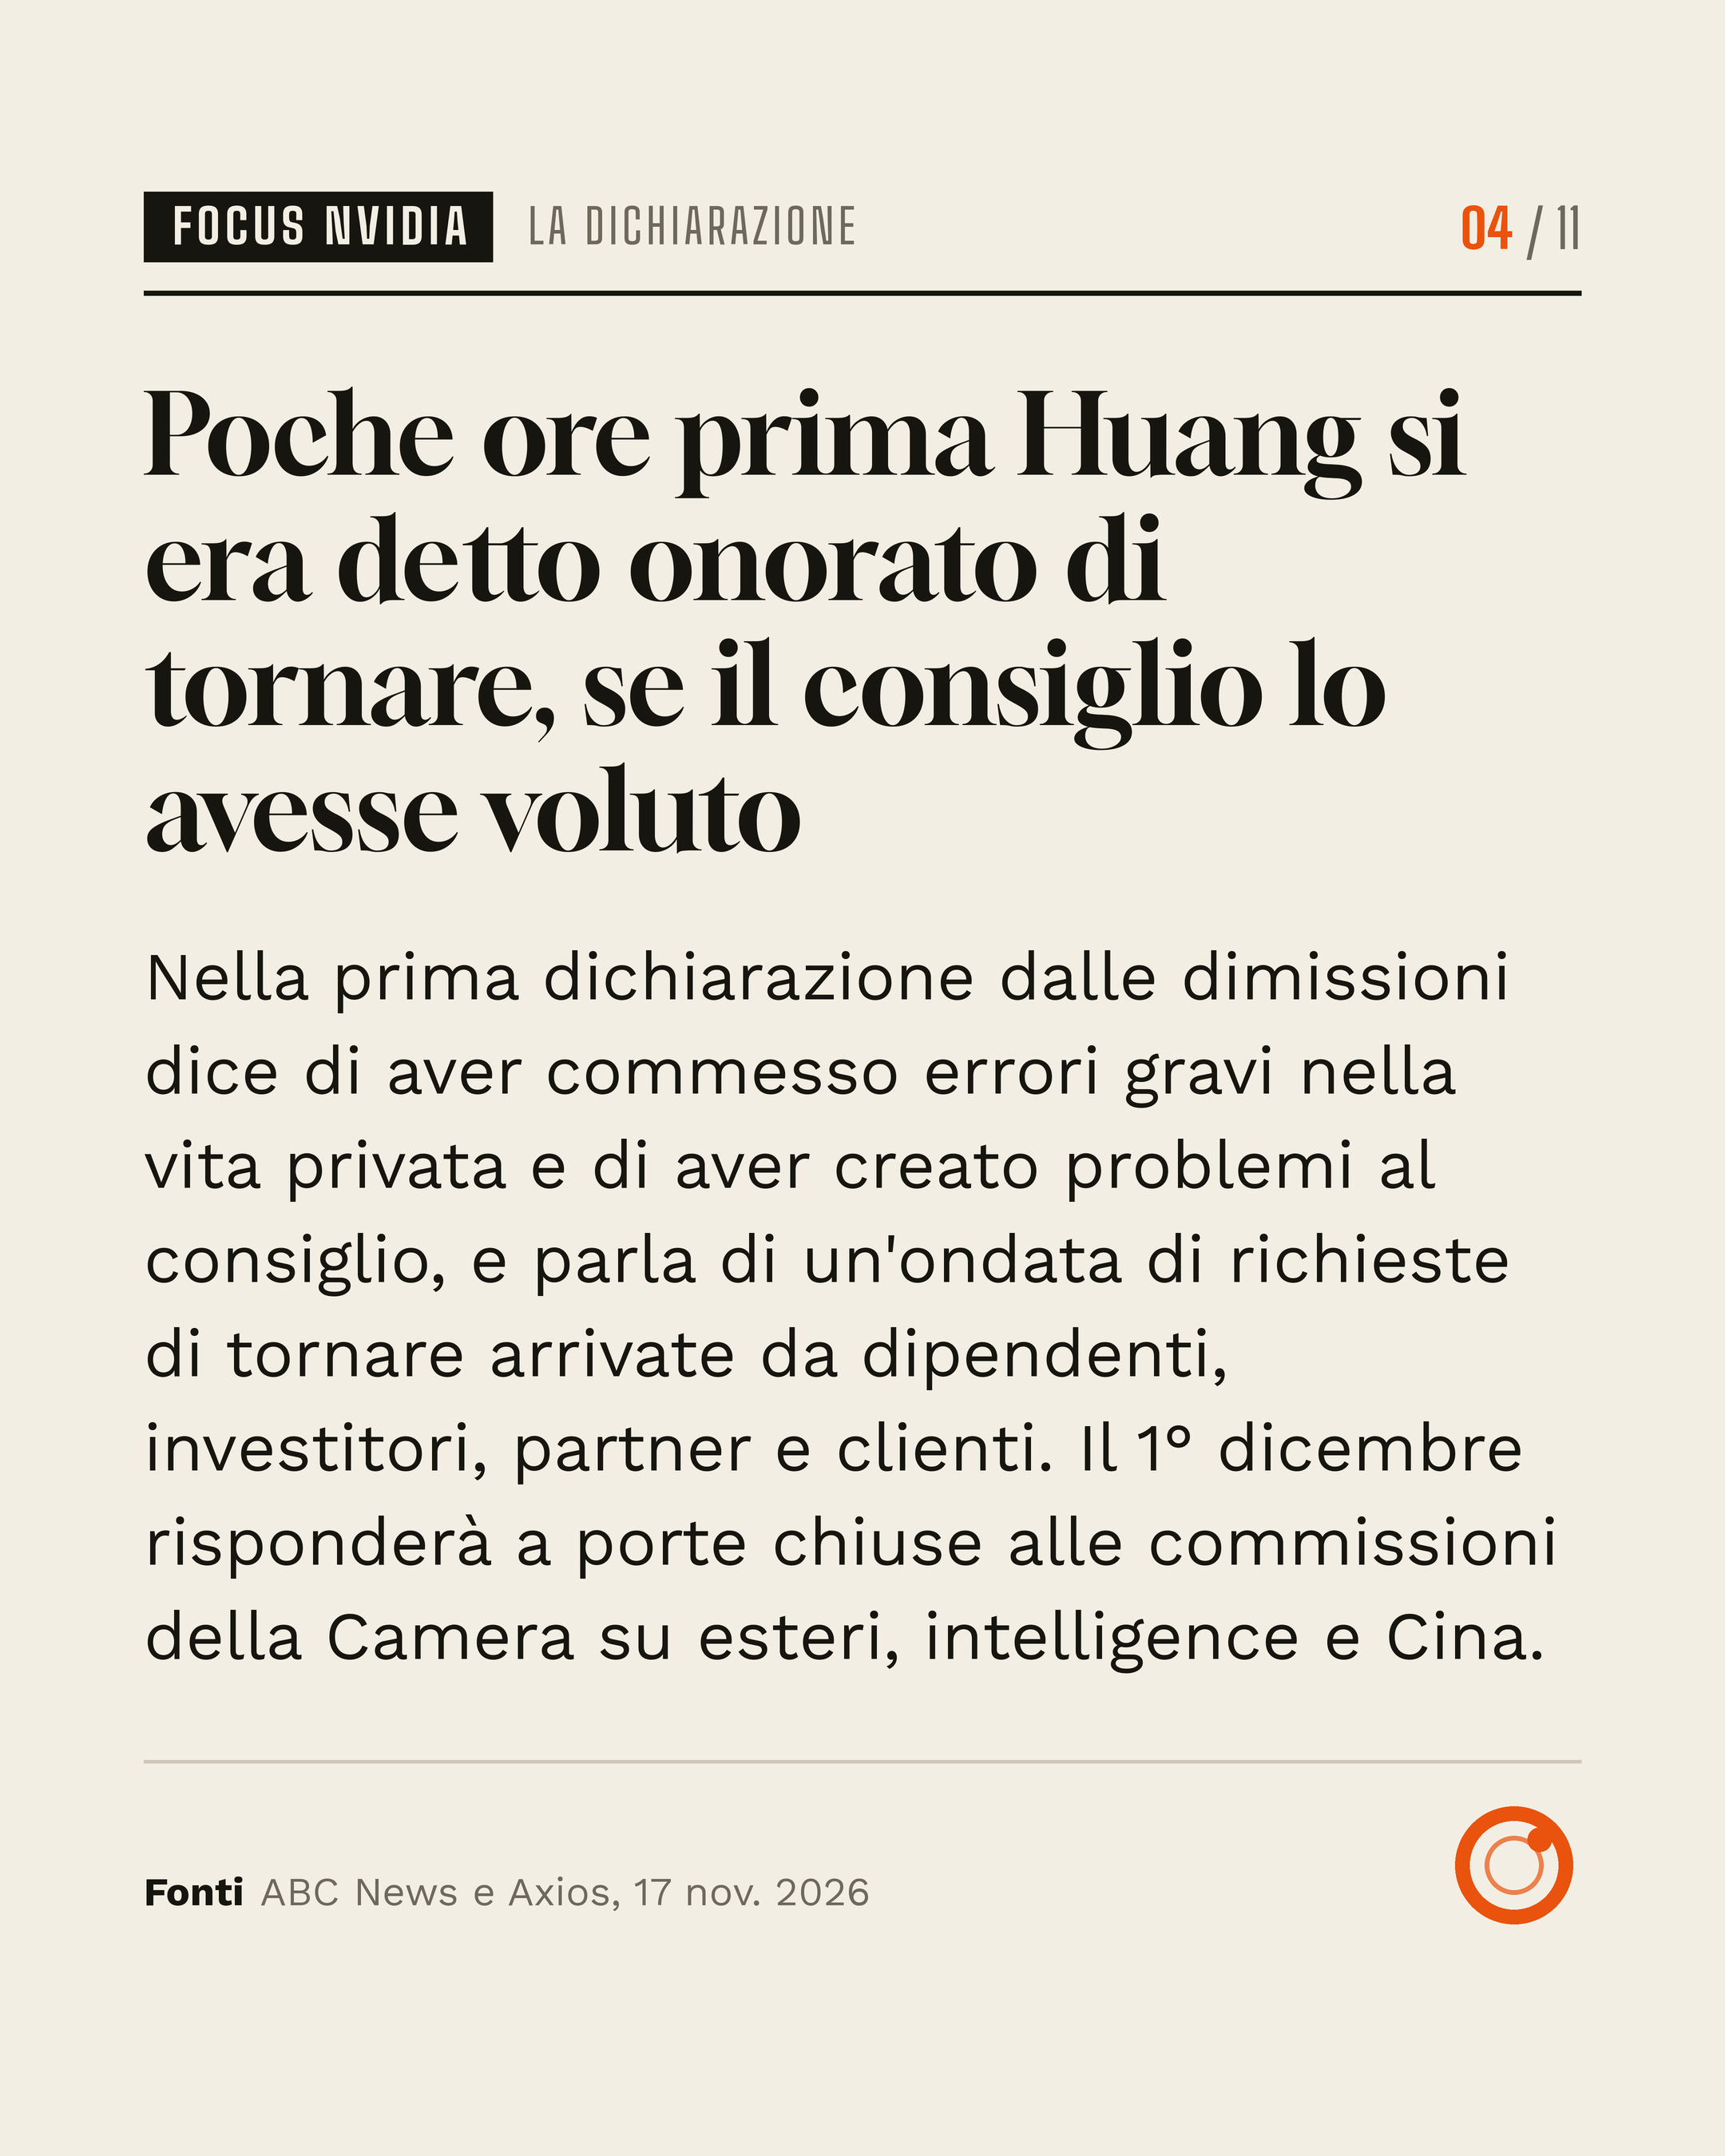 FOCUS NVIDIA LA DICHIARAZIONE 04 / 11
Poche ore prima Huang si
era detto onorato di
tornare, se il consiglio lo
avesse voluto
Nella prima dichiarazione dalle dimissioni
dice di aver commesso errori gravi nella
vita privata e di aver creato problemi al
consiglio, e parla di un'ondata di richieste
di tornare arrivate da dipendenti,
investitori, partner e clienti. Il 1° dicembre
risponderà a porte chiuse alle commissioni
della Camera su esteri, intelligence e Cina.
Fonti ABC News e Axios, 17 nov. 2026